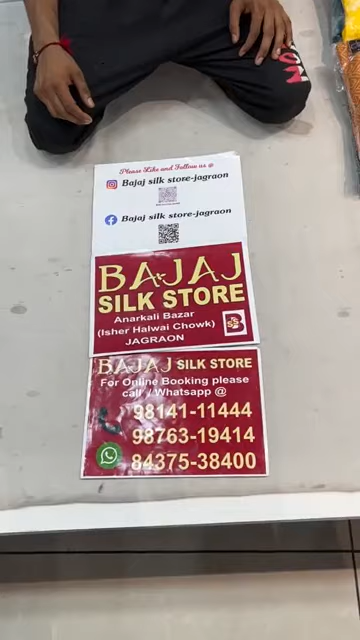 Please Like and Follow us @
Bajaj silk store-jagraon
Bajaj silk store-jagraon
BAJAJ
SILK STORE
Anarkali Bazar
(Isher Halwai Chowk)
JAGRAON
BAJAJ SILK STORE
For Online Booking please
call / Whatsapp @
98141-11444
98763-19414
84375-38400